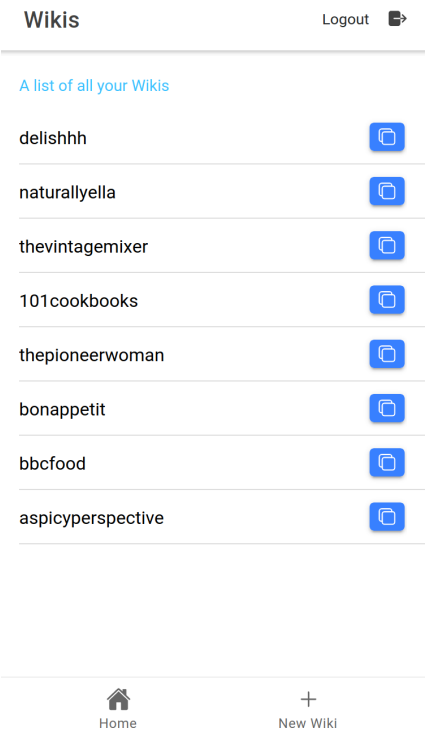 Wikis Logout
A list of all your Wikis
delishhh
naturallyella
thevintagemixer
101cookbooks
thepioneerwoman
bonappetit
bbcfood
aspicyperspective
Home New Wiki